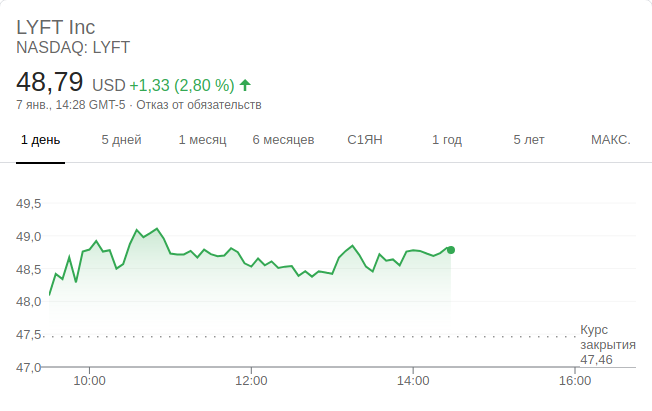 LYFT Inc
NASDAQ: LYFT
48,79 USD +1,33 (2,80 %)
7 янв., 14:28 GMT-5 · Отказ от обязательств
1 день 5 дней 1 месяц 6 месяцев С1ЯН 1 год 5 лет МАКС.
49,5
49,0
48,5
48,0
47,5
Курс
закрытия
47,46
47,0
10:00 12:00 14:00 16:00